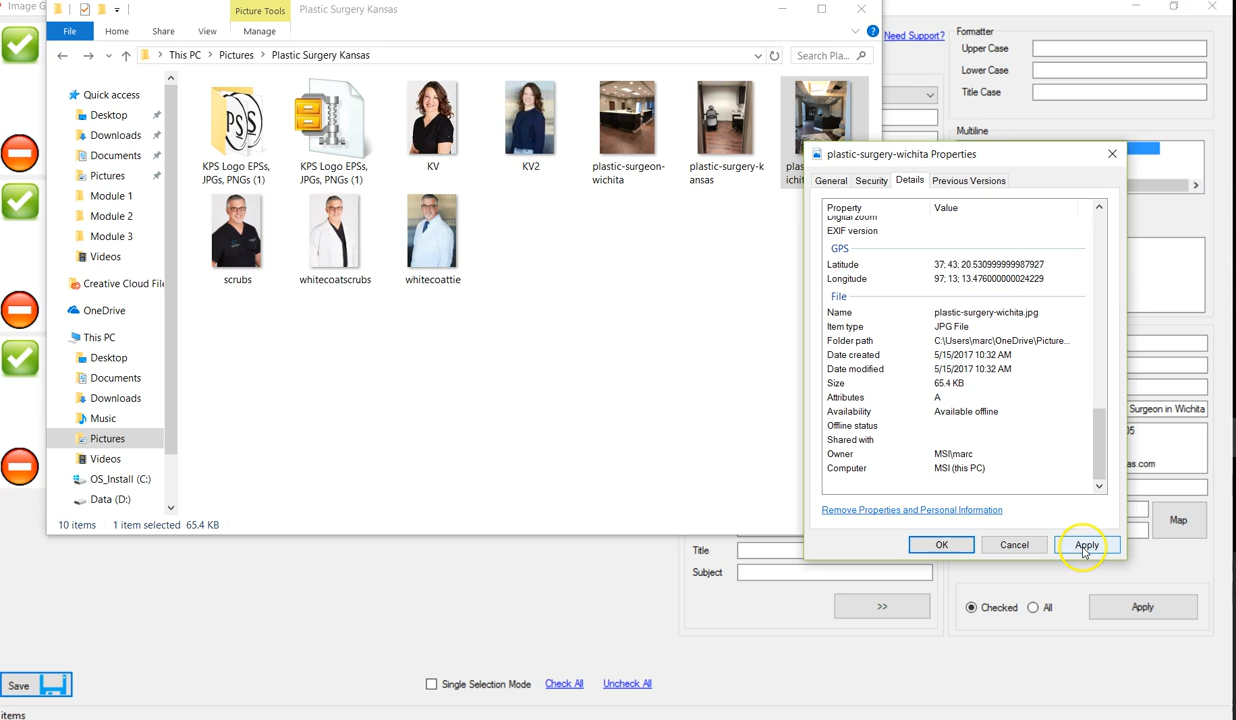 Image G
Picture Tools
Plastic Surgery Kansas
File
Home
Share
View
Manage
This PC
Pictures
Plastic Surgery Kansas
Search Pla...
Quick access
Desktop
Downloads
Documents
Pictures
Module 1
Module 2
Module 3
Videos
Creative Cloud File
OneDrive
This PC
Desktop
Documents
Downloads
Music
Pictures
Videos
OS_Install (C:)
Data (D:)
KPS Logo EPSs,
JPGs, PNGs (1)
KPS Logo EPSs,
JPGs, PNGs (1)
KV
KV2
plastic-surgeon-
wichita
plastic-surgery-k
ansas
scrubs
whitecoatscrubs
whitecoattie
10 items
1 item selected 65.4 KB
Need Support?
Formatter
Upper Case
Lower Case
Title Case
Multiline
plastic-surgery-wichita Properties
General
Security
Details
Previous Versions
Property
Value
Digital zoom
EXIF version
GPS
Latitude
37; 43; 20.530999999987927
Longitude
97; 13; 13.476000000024229
File
Name
plastic-surgery-wichita.jpg
Item type
JPG File
Folder path
C:\Users\marc\OneDrive\Picture...
Date created
5/15/2017 10:32 AM
Date modified
5/15/2017 10:32 AM
Size
65.4 KB
Attributes
A
Availability
Available offline
Offline status
Shared with
Owner
MSI\marc
Computer
MSI (this PC)
Remove Properties and Personal Information
OK
Cancel
Apply
Surgeon in Wichita
05
as.com
Map
Title
Subject
>>
Checked
All
Apply
Save
Single Selection Mode
Check All
Uncheck All
items